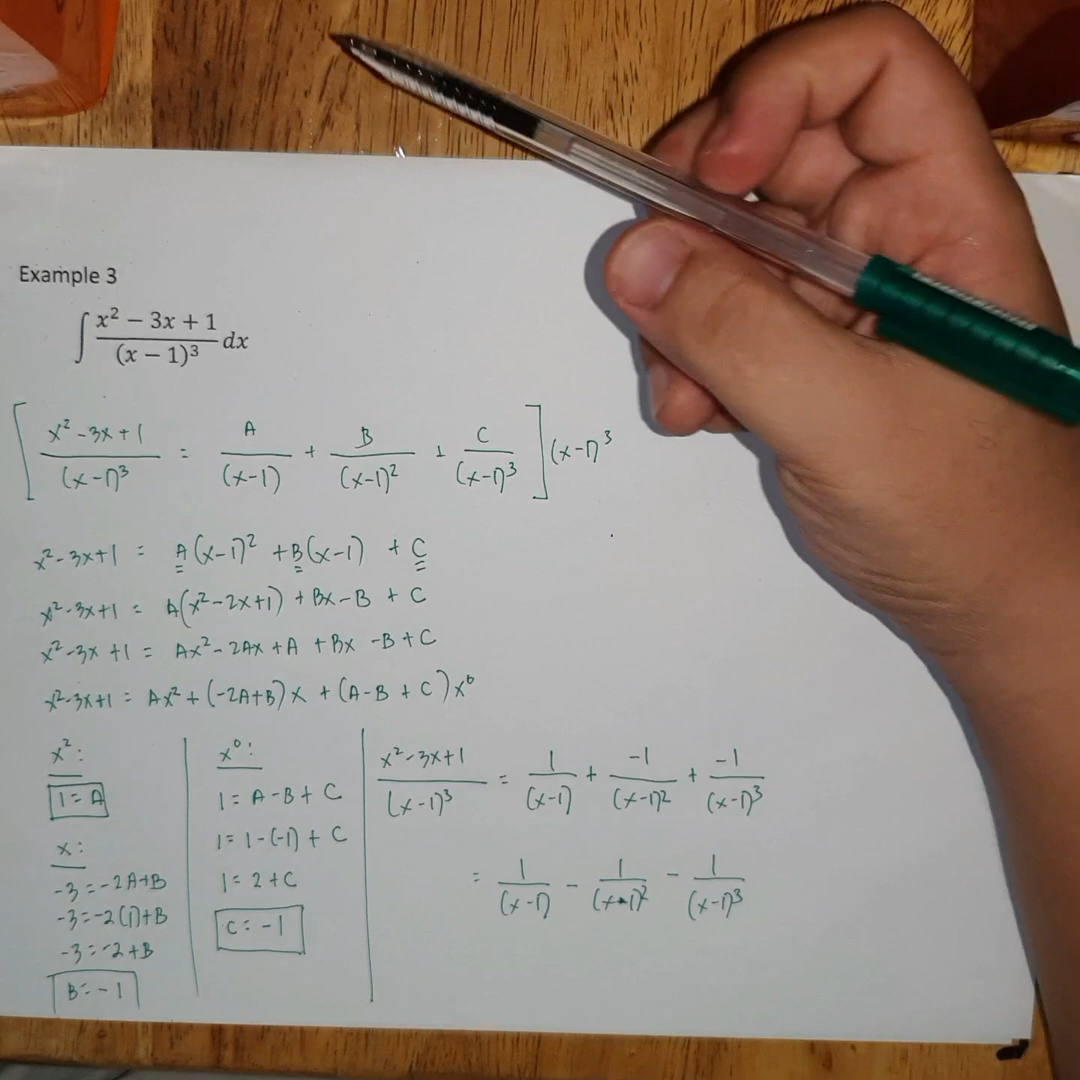 Example 3
∫ x² − 3x + 1 / (x − 1)³ dx
[ x² - 3x + 1 / (x-1)³ = A / (x-1) + B / (x-1)² + C / (x-1)³ ] (x-1)³
x² - 3x + 1 = A(x-1)² + B(x-1) + C
x² - 3x + 1 = A(x² - 2x + 1) + Bx - B + C
x² - 3x + 1 = Ax² - 2Ax + A + Bx - B + C
x² - 3x + 1 = Ax² + (-2A+B)x + (A - B + C)x⁰
x²:
1 = A
x:
-3 = -2A+B
-3 = -2(1)+B
-3 = -2+B
B = -1
x⁰:
1 = A - B + C
1 = 1 - (-1) + C
1 = 2 + C
C = -1
x² - 3x + 1 / (x-1)³ = 1 / (x-1) + -1 / (x-1)² + -1 / (x-1)³
= 1 / (x-1) - 1 / (x-1)² - 1 / (x-1)³